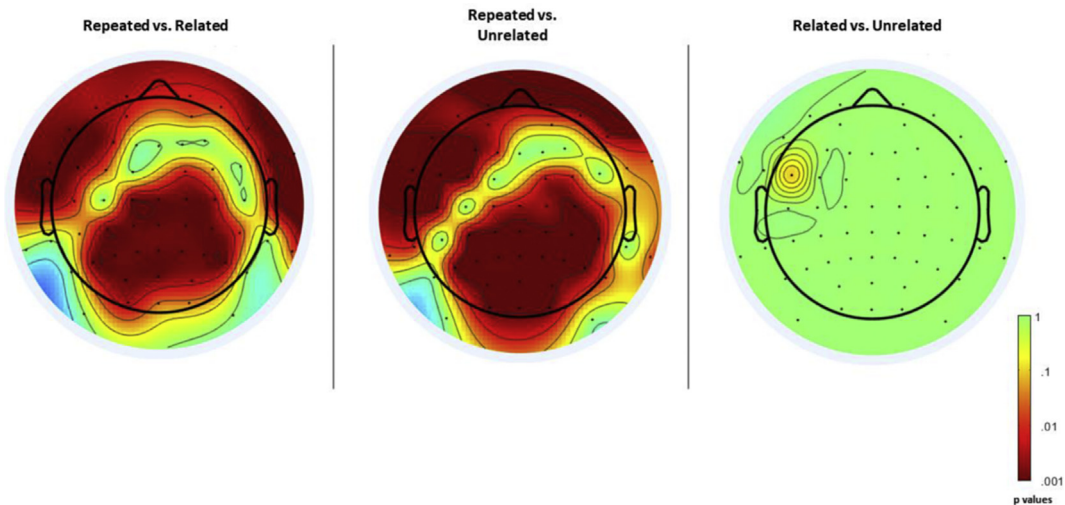 Repeated vs. Related
Repeated vs.
Unrelated
Related vs. Unrelated
1
.1
.01
.001
p values